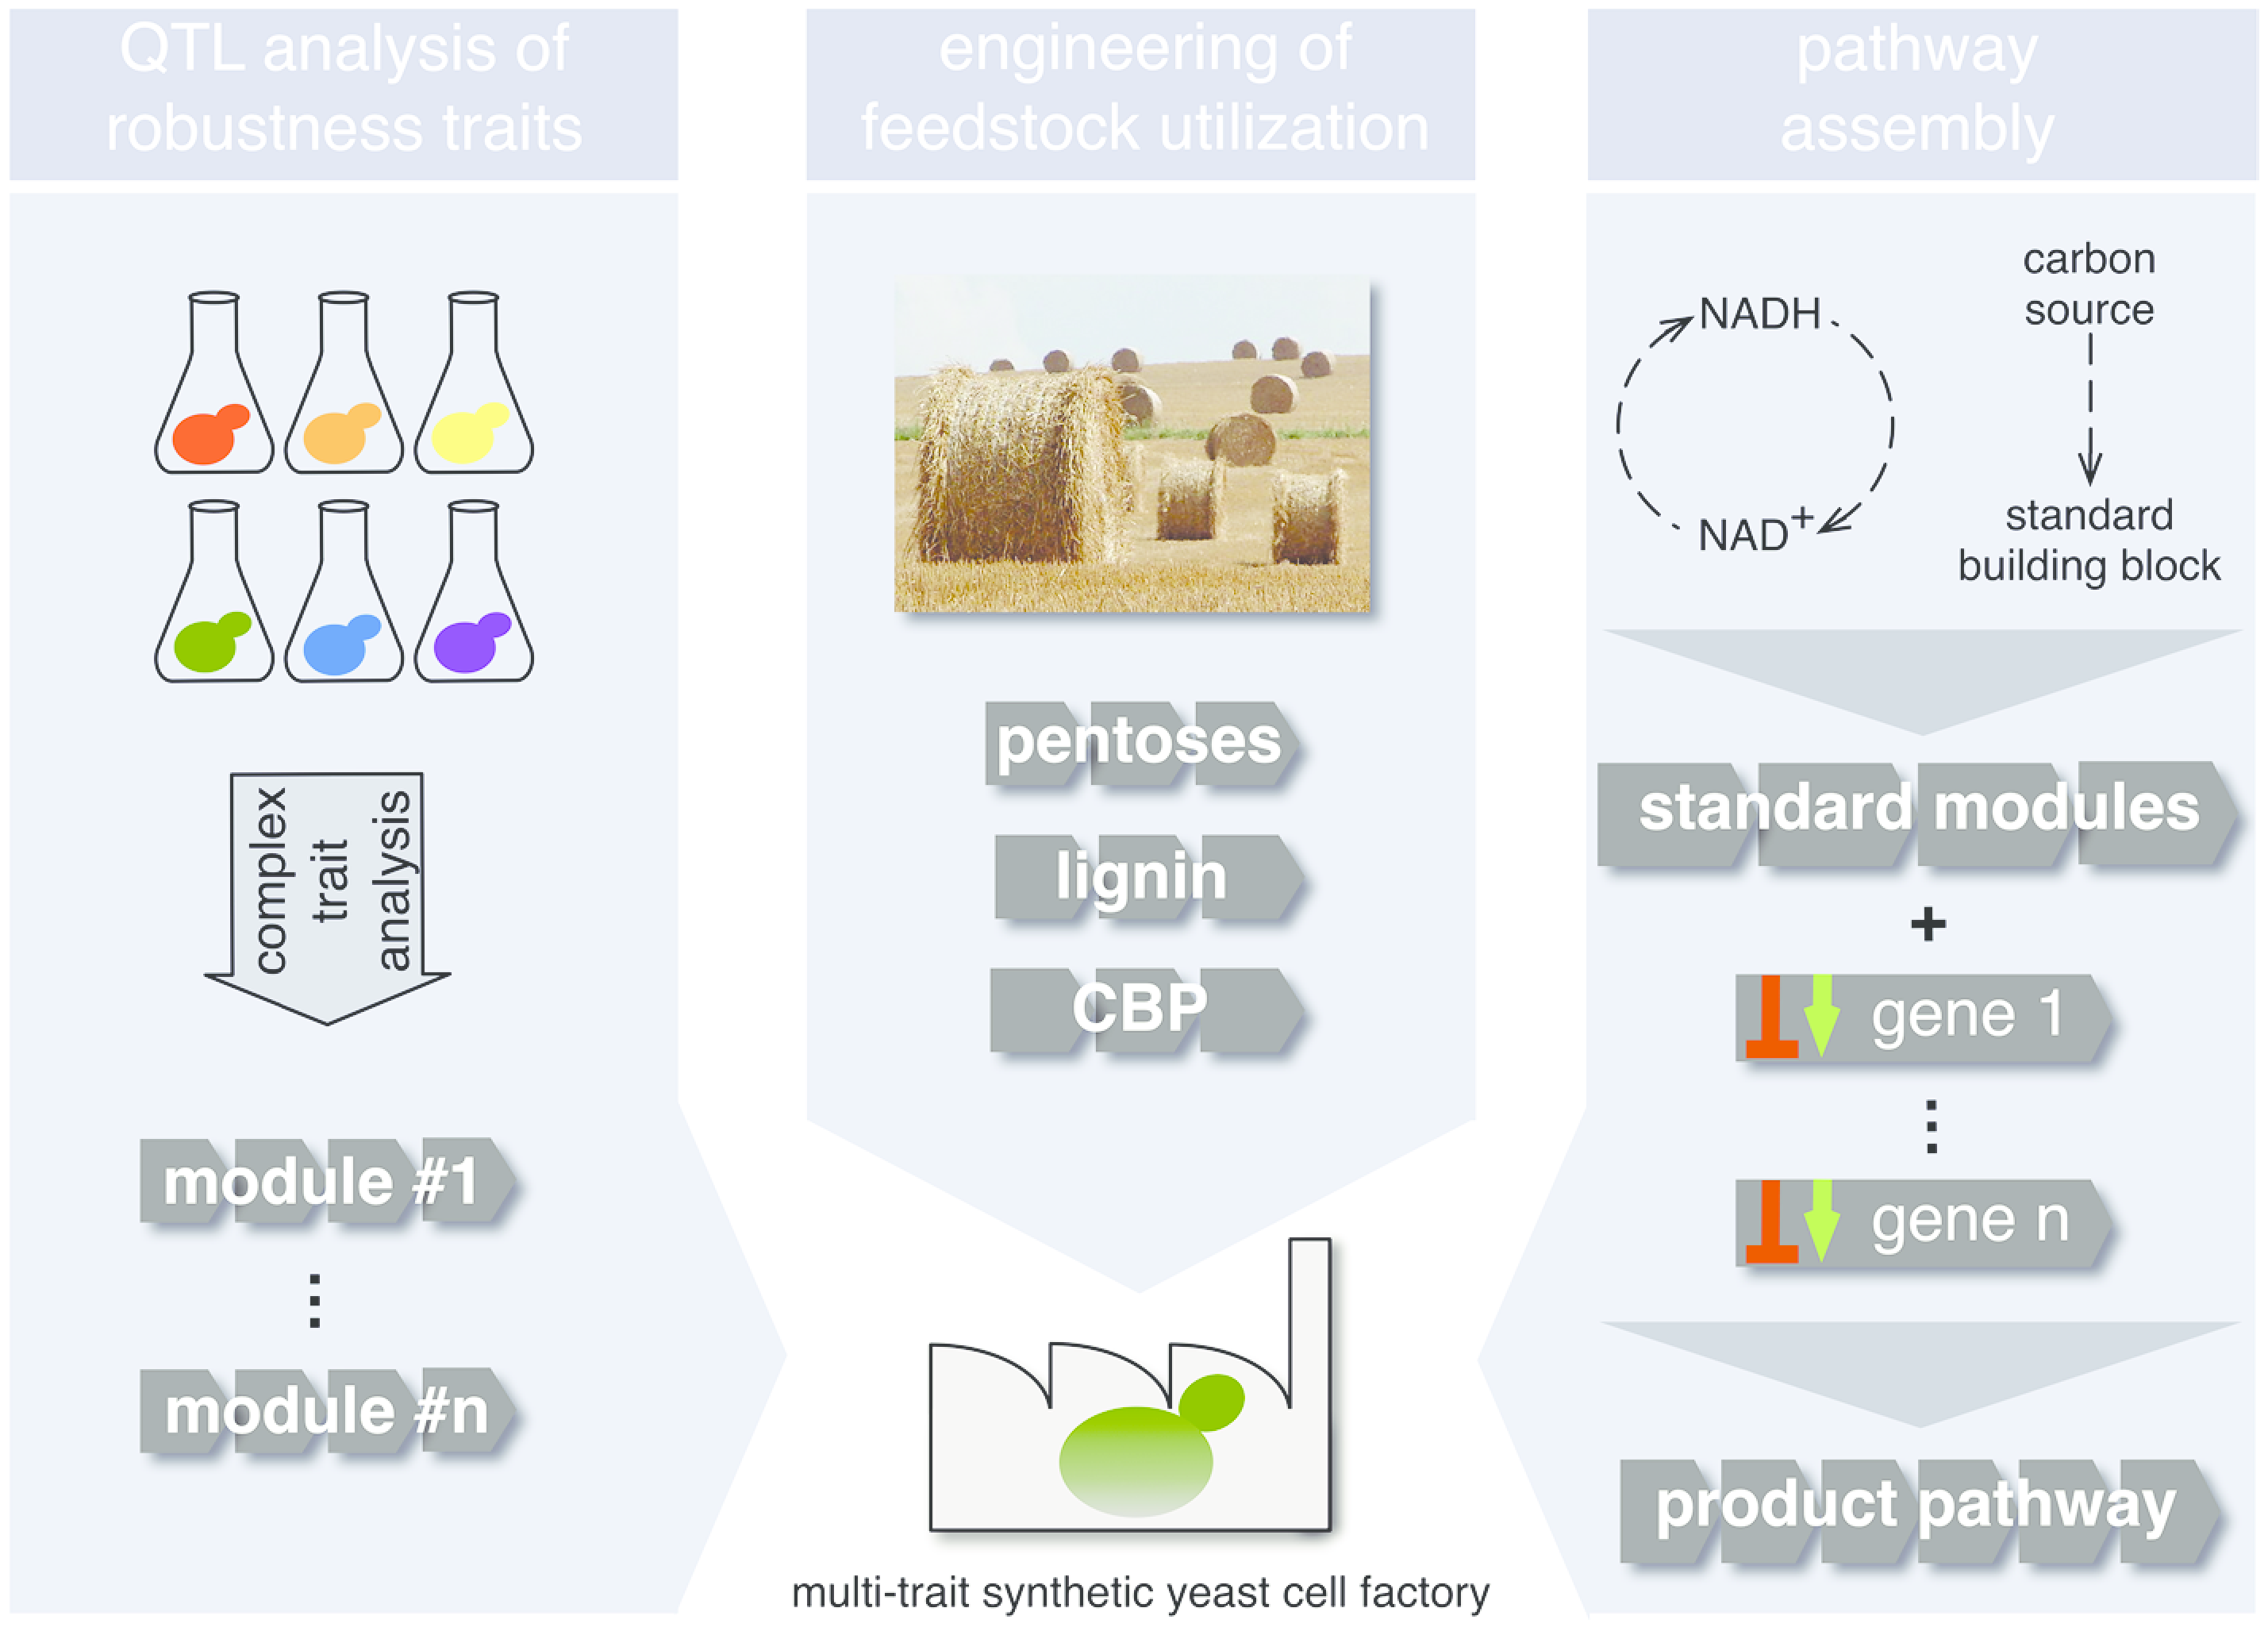 QTL analysis of
robustness traits
complex
trait
analysis
module #1
module #n
engineering of
feedstock utilization
pentoses
lignin
CBP
multi-trait synthetic yeast cell factory
pathway
assembly
NADH
NAD+
carbon
source
standard
building block
standard modules
+
gene 1
gene n
product pathway